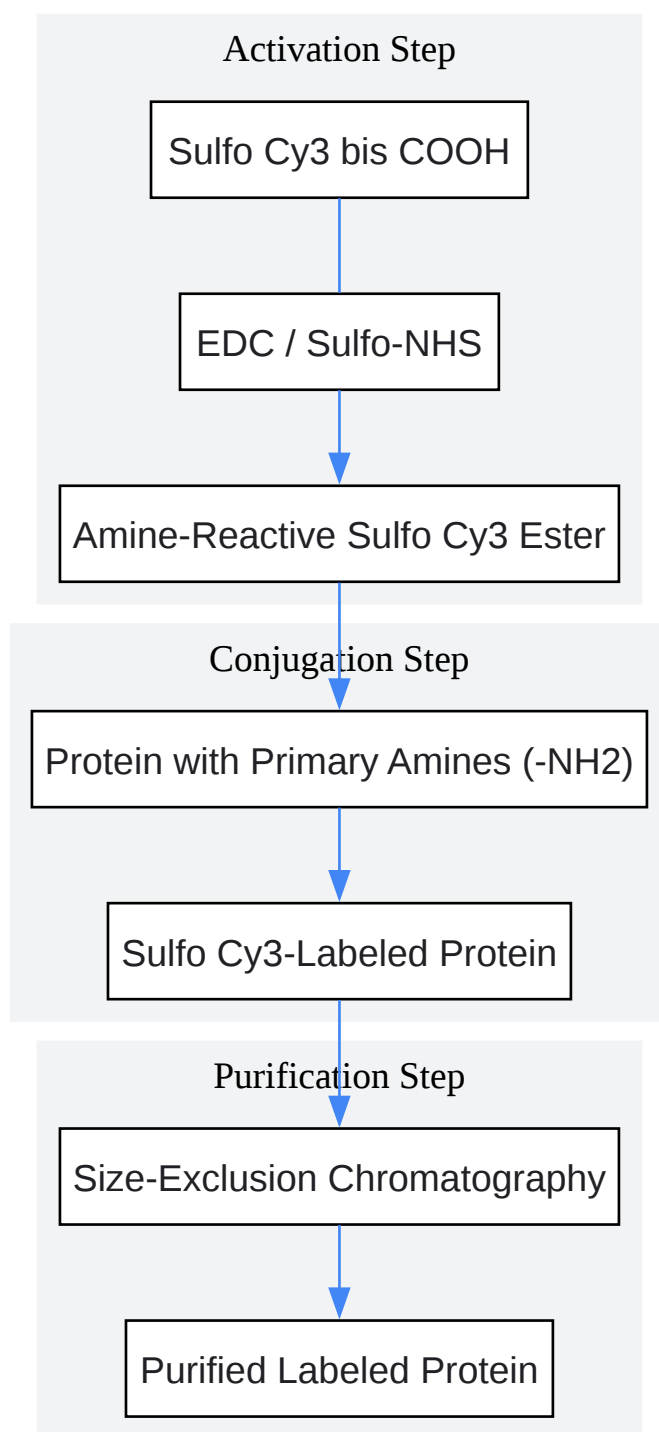 Activation Step
Sulfo Cy3 bis COOH
EDC / Sulfo-NHS
Amine-Reactive Sulfo Cy3 Ester
Conjugation Step
Protein with Primary Amines (-NH2)
Sulfo Cy3-Labeled Protein
Purification Step
Size-Exclusion Chromatography
Purified Labeled Protein